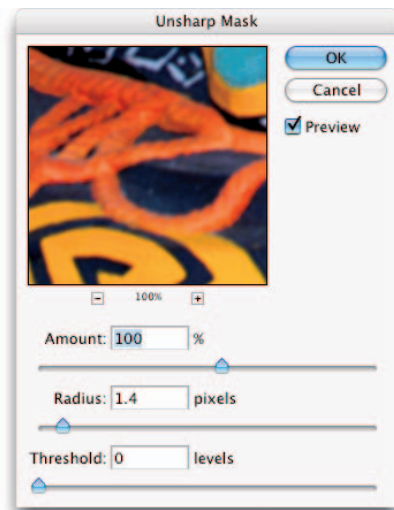 Unsharp Mask
OK
Cancel
Preview
- 100% +
Amount: 100 %
Radius: 1.4 pixels
Threshold: 0 levels